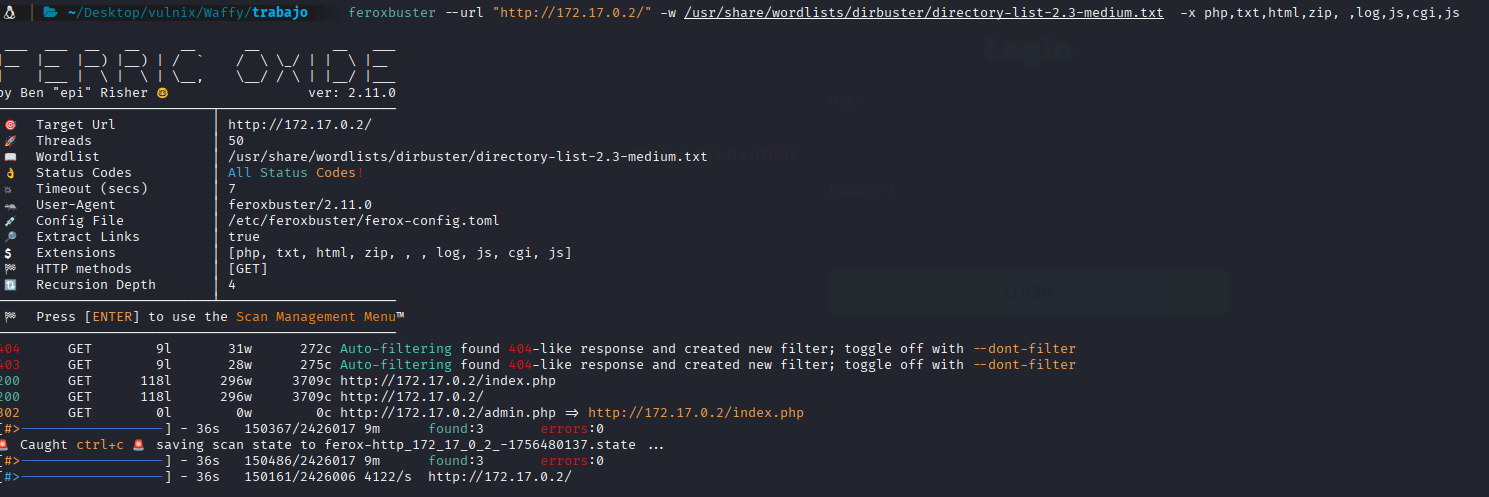 ~/Desktop/vulnix/Waffy/trabajo feroxbuster --url "http://172.17.0.2/" -w /usr/share/wordlists/dirbuster/directory-list-2.3-medium.txt -x php,txt,html,zip, ,log,js,cgi,js
FERRIC OXIDE
by Ben "epi" Risher 🤓 ver: 2.11.0
🎯 Target Url │ http://172.17.0.2/
🚀 Threads │ 50
📖 Wordlist │ /usr/share/wordlists/dirbuster/directory-list-2.3-medium.txt
👌 Status Codes │ All Status Codes!
💥 Timeout (secs) │ 7
🦡 User-Agent │ feroxbuster/2.11.0
💉 Config File │ /etc/feroxbuster/ferox-config.toml
🔎 Extract Links │ true
💲 Extensions │ [php, txt, html, zip, , , log, js, cgi, js]
🏁 HTTP methods │ [GET]
🔃 Recursion Depth │ 4
🏁 Press [ENTER] to use the Scan Management Menu™
404 GET 9l 31w 272c Auto-filtering found 404-like response and created new filter; toggle off with --dont-filter
403 GET 9l 28w 275c Auto-filtering found 404-like response and created new filter; toggle off with --dont-filter
200 GET 118l 296w 3709c http://172.17.0.2/index.php
200 GET 118l 296w 3709c http://172.17.0.2/
302 GET 0l 0w 0c http://172.17.0.2/admin.php => http://172.17.0.2/index.php
[#>------------------] - 36s 150367/2426017 9m found:3 errors:0
🚨 Caught ctrl+c 🚨 saving scan state to ferox-http_172_17_0_2_-1756480137.state ...
[#>------------------] - 36s 150486/2426017 9m found:3 errors:0
[#>------------------] - 36s 150161/2426006 4122/s http://172.17.0.2/
Login
LOGIN